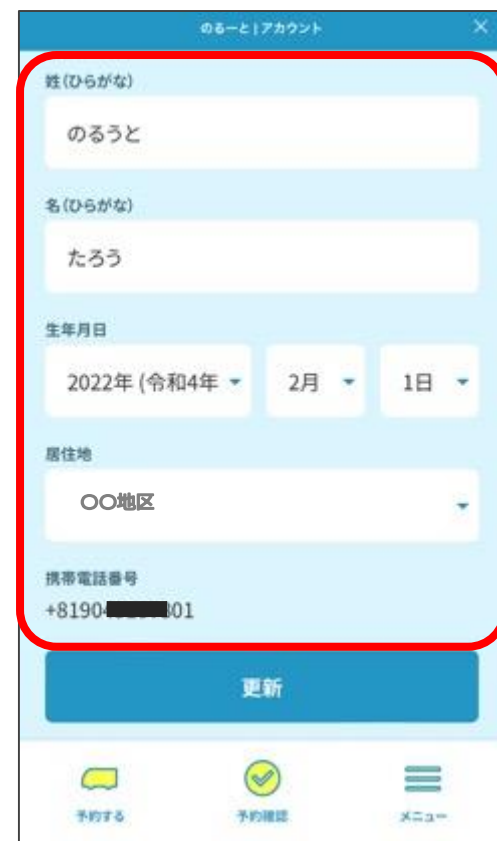 のるーと|アカウント ×
姓(ひらがな)
のるうと
名(ひらがな)
たろう
生年月日
2022年 (令和4年 2月 1日
居住地
〇〇地区
携帯電話番号
+8190 01
更新
予約する 予約確認 メニュー